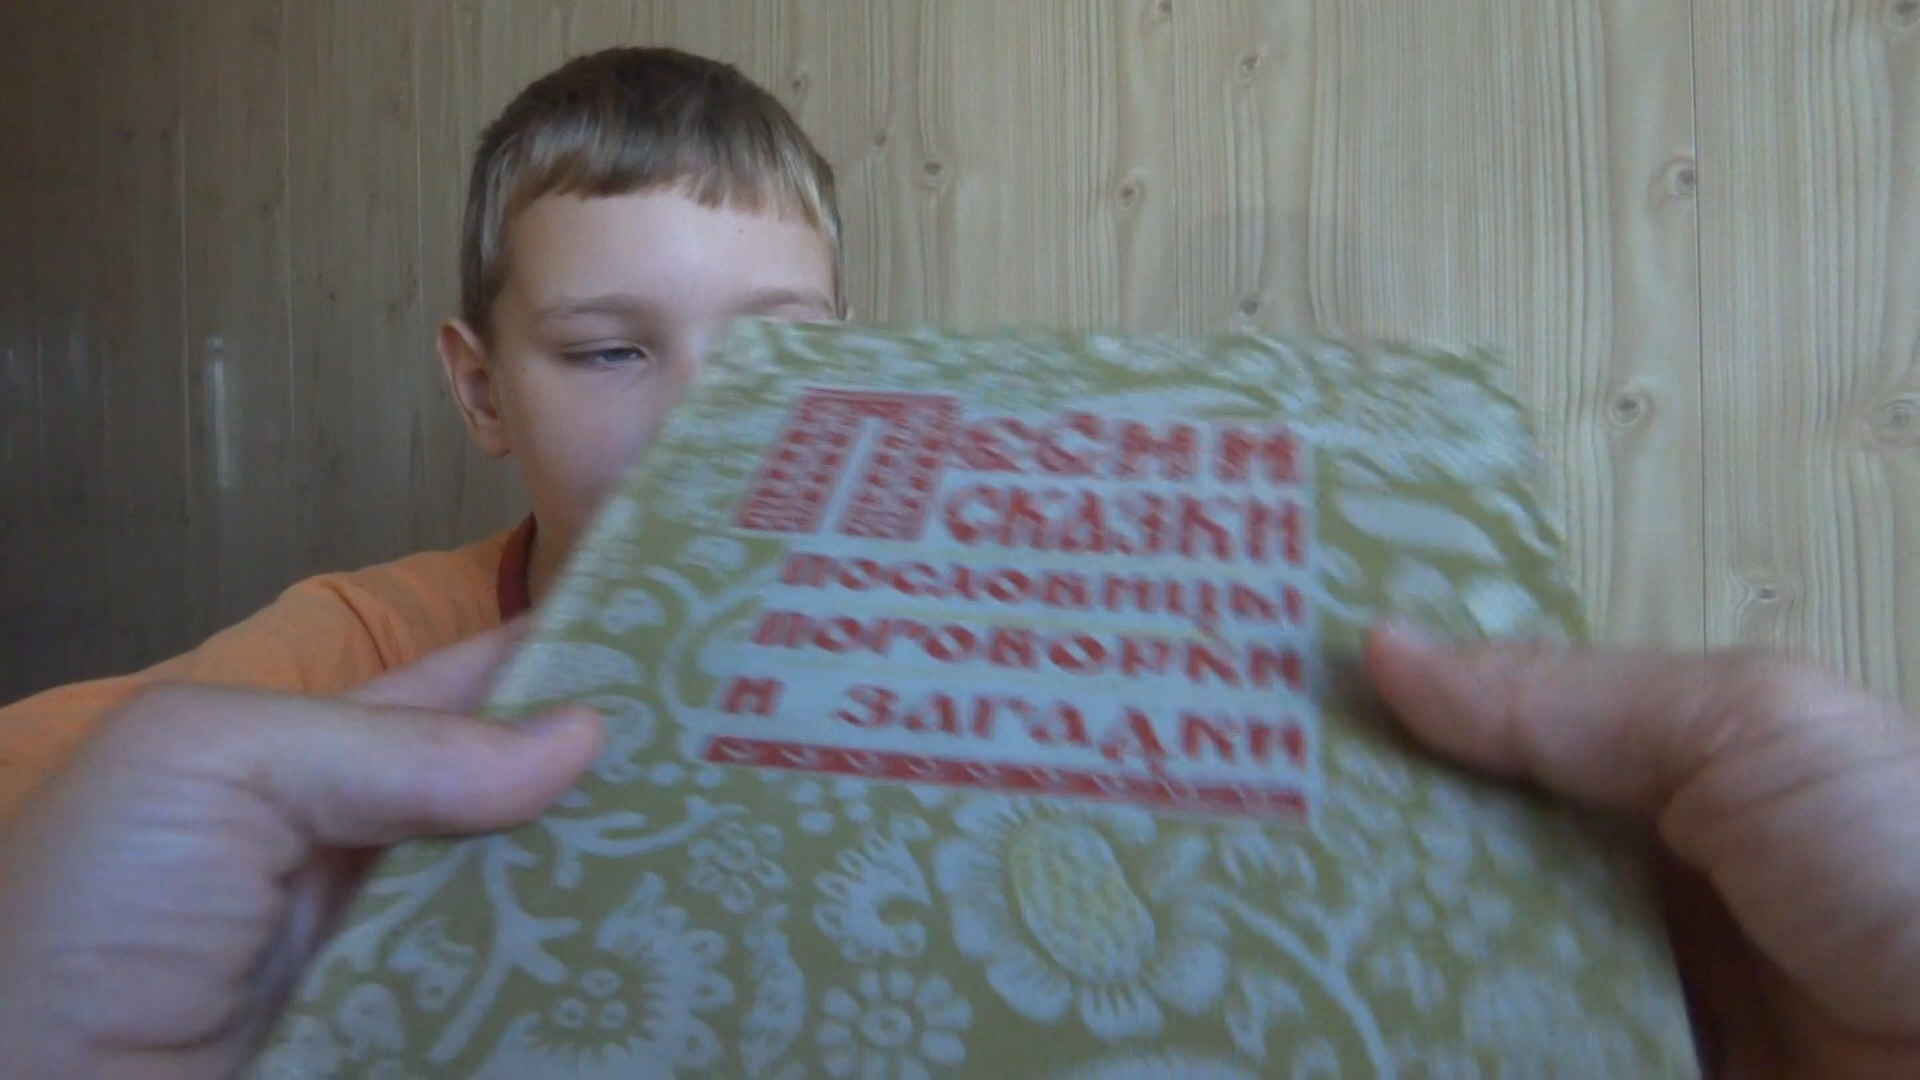 Песни
сказки
пословицы
поговорки
и загадки